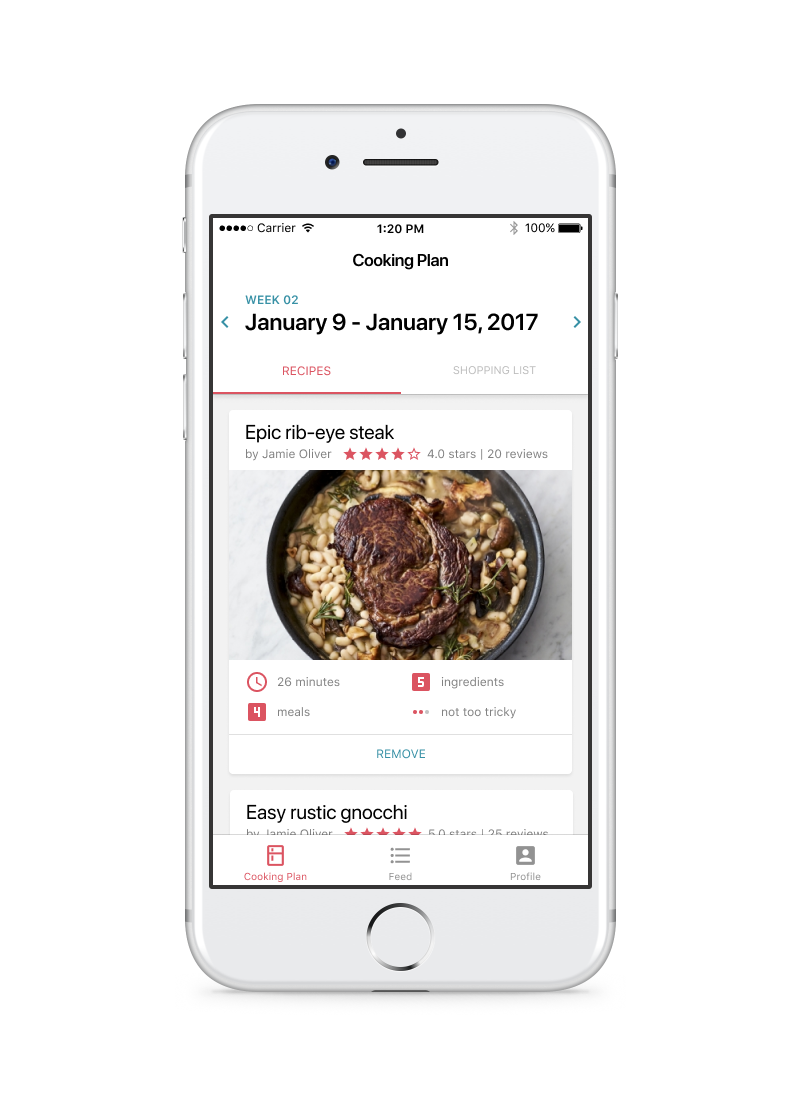 Carrier 1:20 PM 100%
Cooking Plan
WEEK 02
January 9 - January 15, 2017
RECIPES SHOPPING LIST
Epic rib-eye steak
by Jamie Oliver 4.0 stars | 20 reviews
26 minutes 5 ingredients
4 meals not too tricky
REMOVE
Easy rustic gnocchi
by Jamie Oliver 5.0 stars | 25 reviews
Cooking Plan Feed Profile